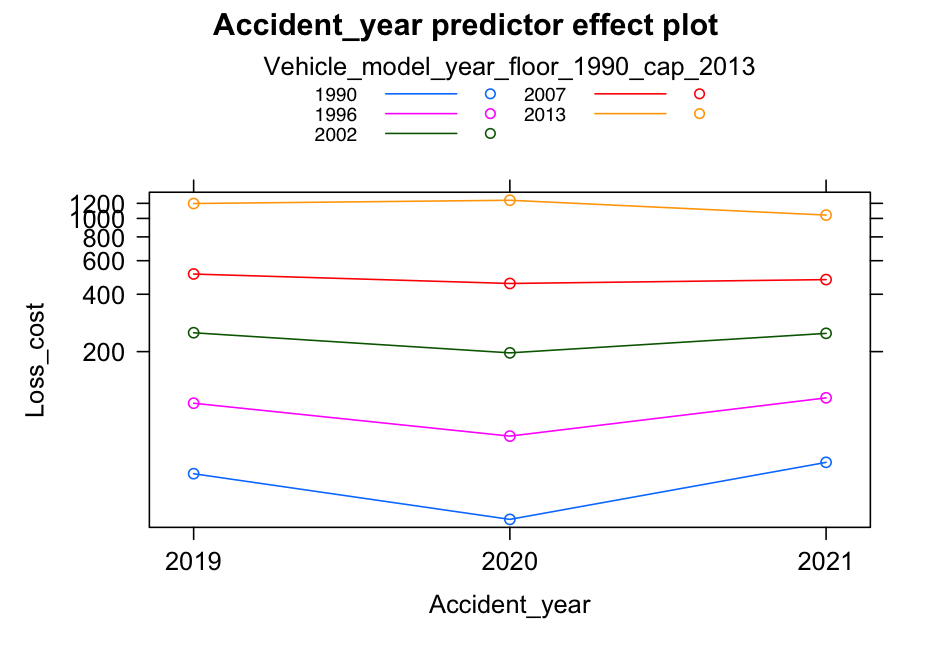 Accident_year predictor effect plot
Vehicle_model_year_floor_1990_cap_2013
1990 2007
1996 2013
2002
1200
1000
800
600
400
200
Loss_cost
2019 2020 2021
Accident_year